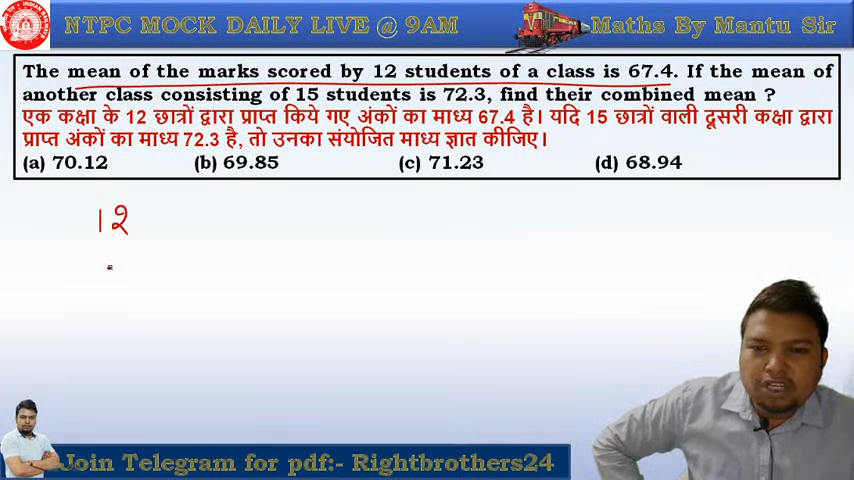 NTPC MOCK DAILY LIVE @ 9AM
Maths By Mantu Sir
The mean of the marks scored by 12 students of a class is 67.4. If the mean of
another class consisting of 15 students is 72.3, find their combined mean ?
एक कक्षा के 12 छात्रों द्वारा प्राप्त किये गए अंकों का माध्य 67.4 है। यदि 15 छात्रों वाली दूसरी कक्षा द्वारा
प्राप्त अंकों का माध्य 72.3 है, तो उनका संयोजित माध्य ज्ञात कीजिए।
(a) 70.12 (b) 69.85 (c) 71.23 (d) 68.94
12
Join Telegram for pdf:- Rightbrothers24